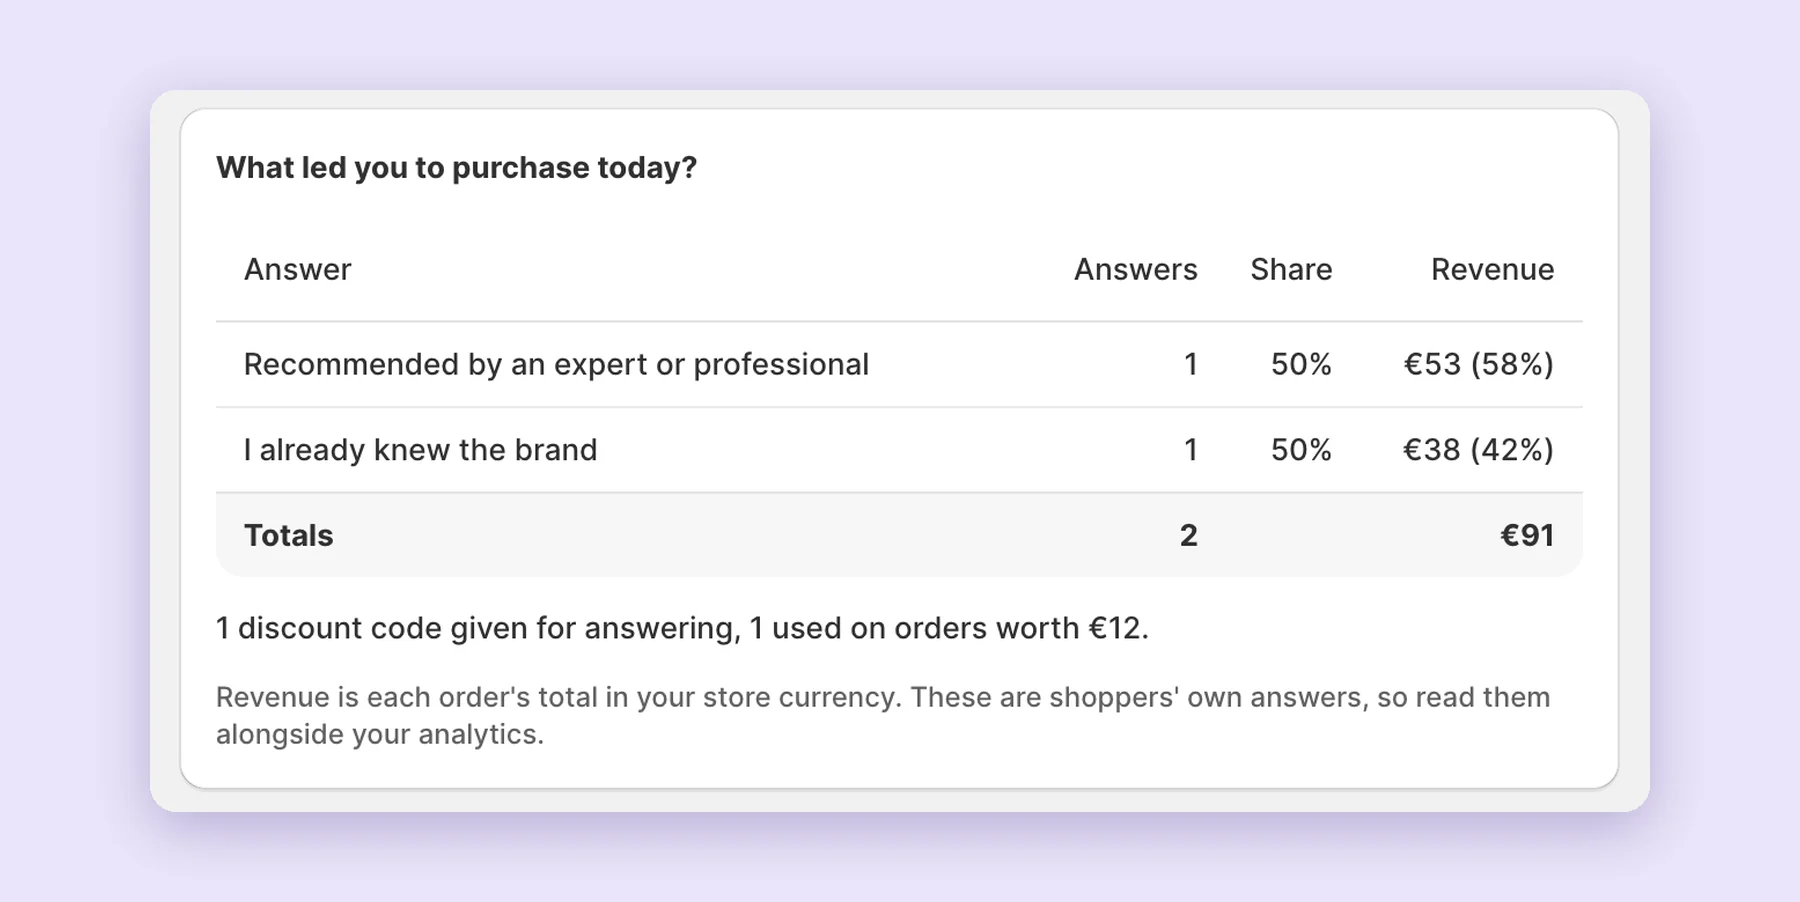 What led you to purchase today?
Answer Answers Share Revenue
Recommended by an expert or professional 1 50% €53 (58%)
I already knew the brand 1 50% €38 (42%)
Totals 2 €91
1 discount code given for answering, 1 used on orders worth €12.
Revenue is each order's total in your store currency. These are shoppers' own answers, so read them
alongside your analytics.